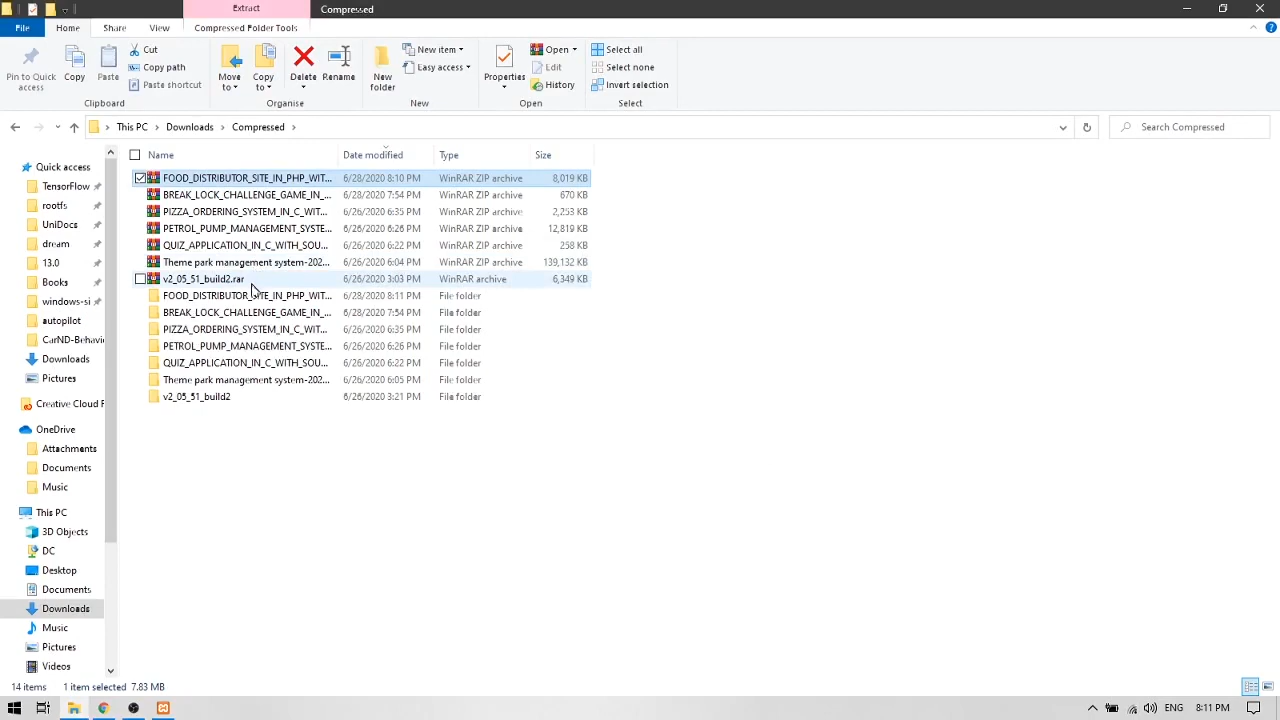 Extract
Compressed
File
Home
Share
View
Compressed Folder Tools
Pin to Quick access
Copy
Paste
Cut
Copy path
Paste shortcut
Clipboard
Move to
Copy to
Delete
Rename
Organise
New folder
New item
Easy access
New
Properties
Open
Edit
History
Open
Select all
Select none
Invert selection
Select
This PC > Downloads > Compressed >
Search Compressed
Name Date modified Type Size
FOOD_DISTRIBUTOR_SITE_IN_PHP_WIT... 6/28/2020 8:10 PM WinRAR ZIP archive 8,019 KB
BREAK_LOCK_CHALLENGE_GAME_IN_... 6/28/2020 7:54 PM WinRAR ZIP archive 670 KB
PIZZA_ORDERING_SYSTEM_IN_C_WIT... 6/26/2020 6:35 PM WinRAR ZIP archive 2,253 KB
PETROL_PUMP_MANAGEMENT_SYSTE... 6/26/2020 6:26 PM WinRAR ZIP archive 12,819 KB
QUIZ_APPLICATION_IN_C_WITH_SOU... 6/26/2020 6:22 PM WinRAR ZIP archive 258 KB
Theme park management system-202... 6/26/2020 6:04 PM WinRAR ZIP archive 139,132 KB
v2_05_51_build2.rar 6/26/2020 3:03 PM WinRAR archive 6,349 KB
FOOD_DISTRIBUTOR_SITE_IN_PHP_WIT... 6/28/2020 8:11 PM File folder
BREAK_LOCK_CHALLENGE_GAME_IN_... 6/28/2020 7:54 PM File folder
PIZZA_ORDERING_SYSTEM_IN_C_WIT... 6/26/2020 6:35 PM File folder
PETROL_PUMP_MANAGEMENT_SYSTE... 6/26/2020 6:26 PM File folder
QUIZ_APPLICATION_IN_C_WITH_SOU... 6/26/2020 6:22 PM File folder
Theme park management system-202... 6/26/2020 6:05 PM File folder
v2_05_51_build2 6/26/2020 3:21 PM File folder
Quick access
TensorFlow
rootfs
UniDocs
dream
13.0
Books
windows-si
autopilot
CarND-Behavi
Downloads
Pictures
Creative Cloud F
OneDrive
Attachments
Documents
Music
This PC
3D Objects
DC
Desktop
Documents
Downloads
Music
Pictures
Videos
14 items 1 item selected 7.83 MB
ENG 8:11 PM